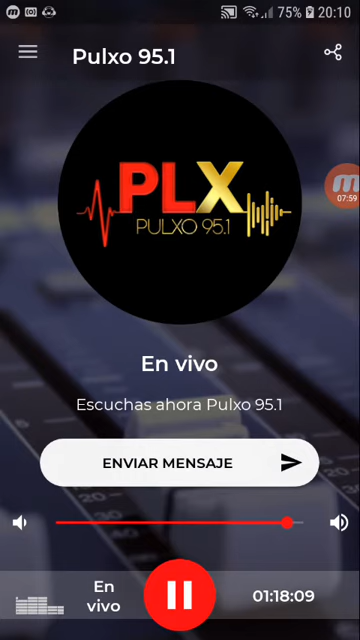 75% 20:10
Pulxo 95.1
PLX
PULXO 95.1
07:59
En vivo
Escuchas ahora Pulxo 95.1
ENVIAR MENSAJE
En
vivo
01:18:09